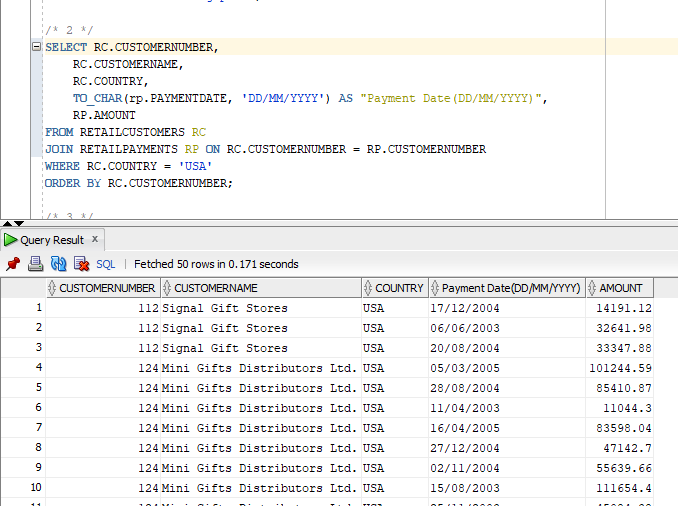 /* 2 */
SELECT RC.CUSTOMERNUMBER,
RC.CUSTOMERNAME,
RC.COUNTRY,
TO_CHAR(rp.PAYMENTDATE, 'DD/MM/YYYY') AS "Payment Date(DD/MM/YYYY)",
RP.AMOUNT
FROM RETAILCUSTOMERS RC
JOIN RETAILPAYMENTS RP ON RC.CUSTOMERNUMBER = RP.CUSTOMERNUMBER
WHERE RC.COUNTRY = 'USA'
ORDER BY RC.CUSTOMERNUMBER;
/* 3 */
Query Result x
SQL | Fetched 50 rows in 0.171 seconds
CUSTOMERNUMBER CUSTOMERNAME COUNTRY Payment Date(DD/MM/YYYY) AMOUNT
1 112 Signal Gift Stores USA 17/12/2004 14191.12
2 112 Signal Gift Stores USA 06/06/2003 32641.98
3 112 Signal Gift Stores USA 20/08/2004 33347.88
4 124 Mini Gifts Distributors Ltd. USA 05/03/2005 101244.59
5 124 Mini Gifts Distributors Ltd. USA 28/08/2004 85410.87
6 124 Mini Gifts Distributors Ltd. USA 11/04/2003 11044.3
7 124 Mini Gifts Distributors Ltd. USA 16/04/2005 83598.04
8 124 Mini Gifts Distributors Ltd. USA 27/12/2004 47142.7
9 124 Mini Gifts Distributors Ltd. USA 02/11/2004 55639.66
10 124 Mini Gifts Distributors Ltd. USA 15/08/2003 111654.4